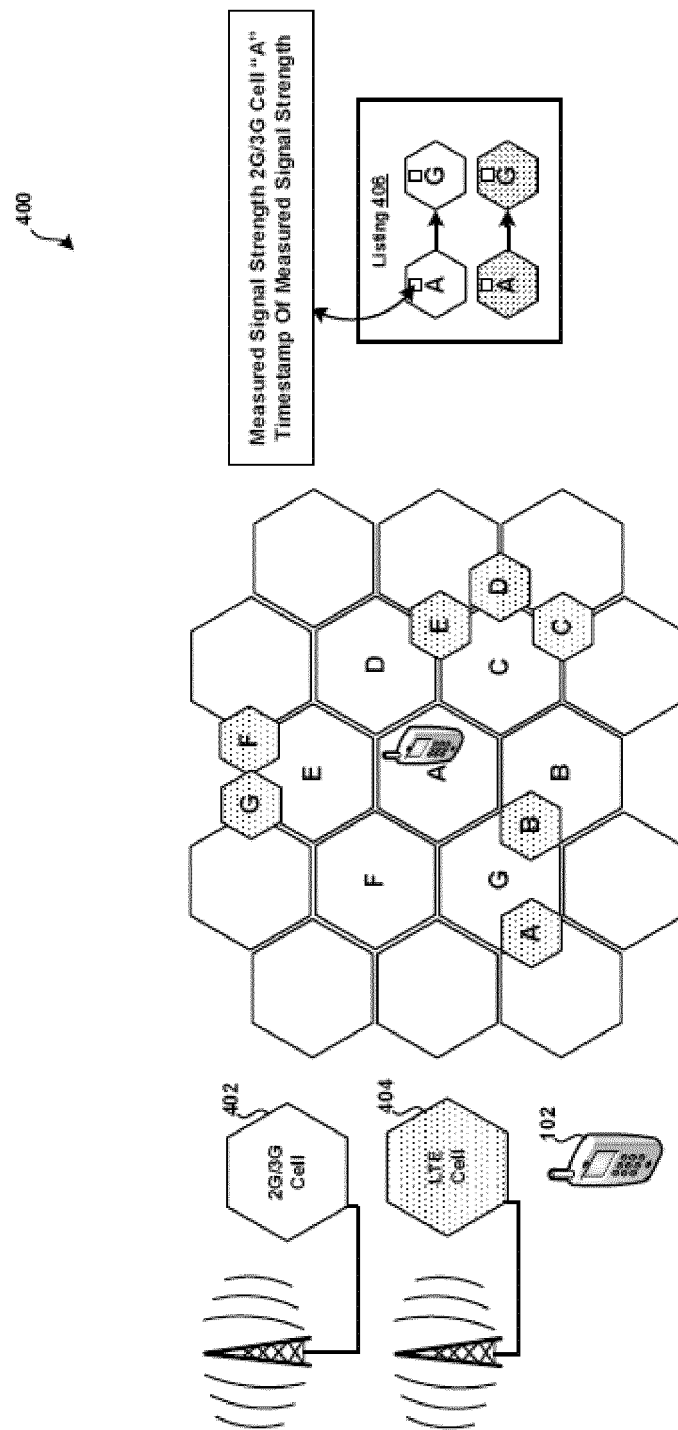 400
Measured Signal Strength 2G/3G Cell "A"
Timestamp Of Measured Signal Strength
Listing 406
A
G
A
G
D
E
C
D
C
E
F
G
E
A
B
F
G
B
A
402
2G/3G
Cell
404
LTE
Cell
102